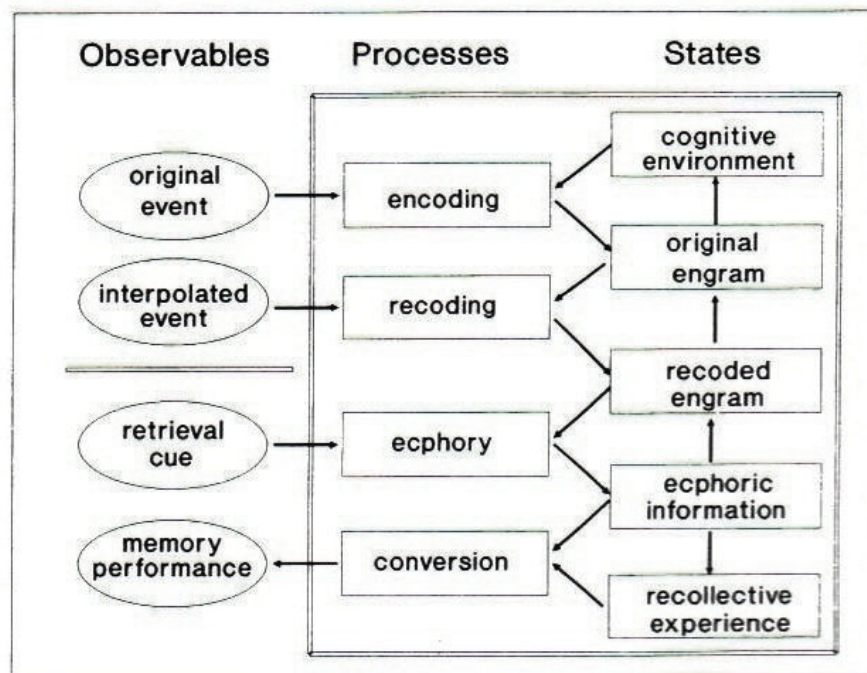 Observables Processes States
cognitive
environment
original
event
encoding
original
engram
interpolated
event
recoding
recoded
engram
retrieval
cue
ecphory
ecphoric
information
memory
performance
conversion
recollective
experience